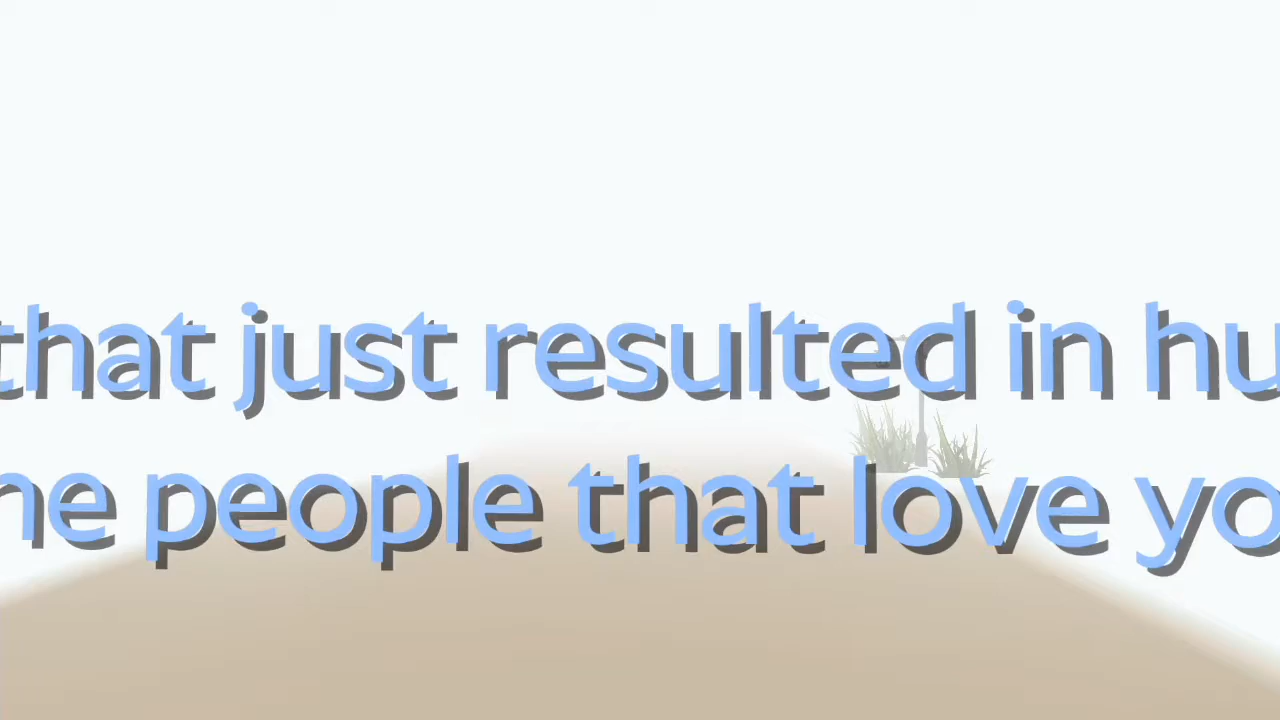 that just resulted in hu
he people that love yo